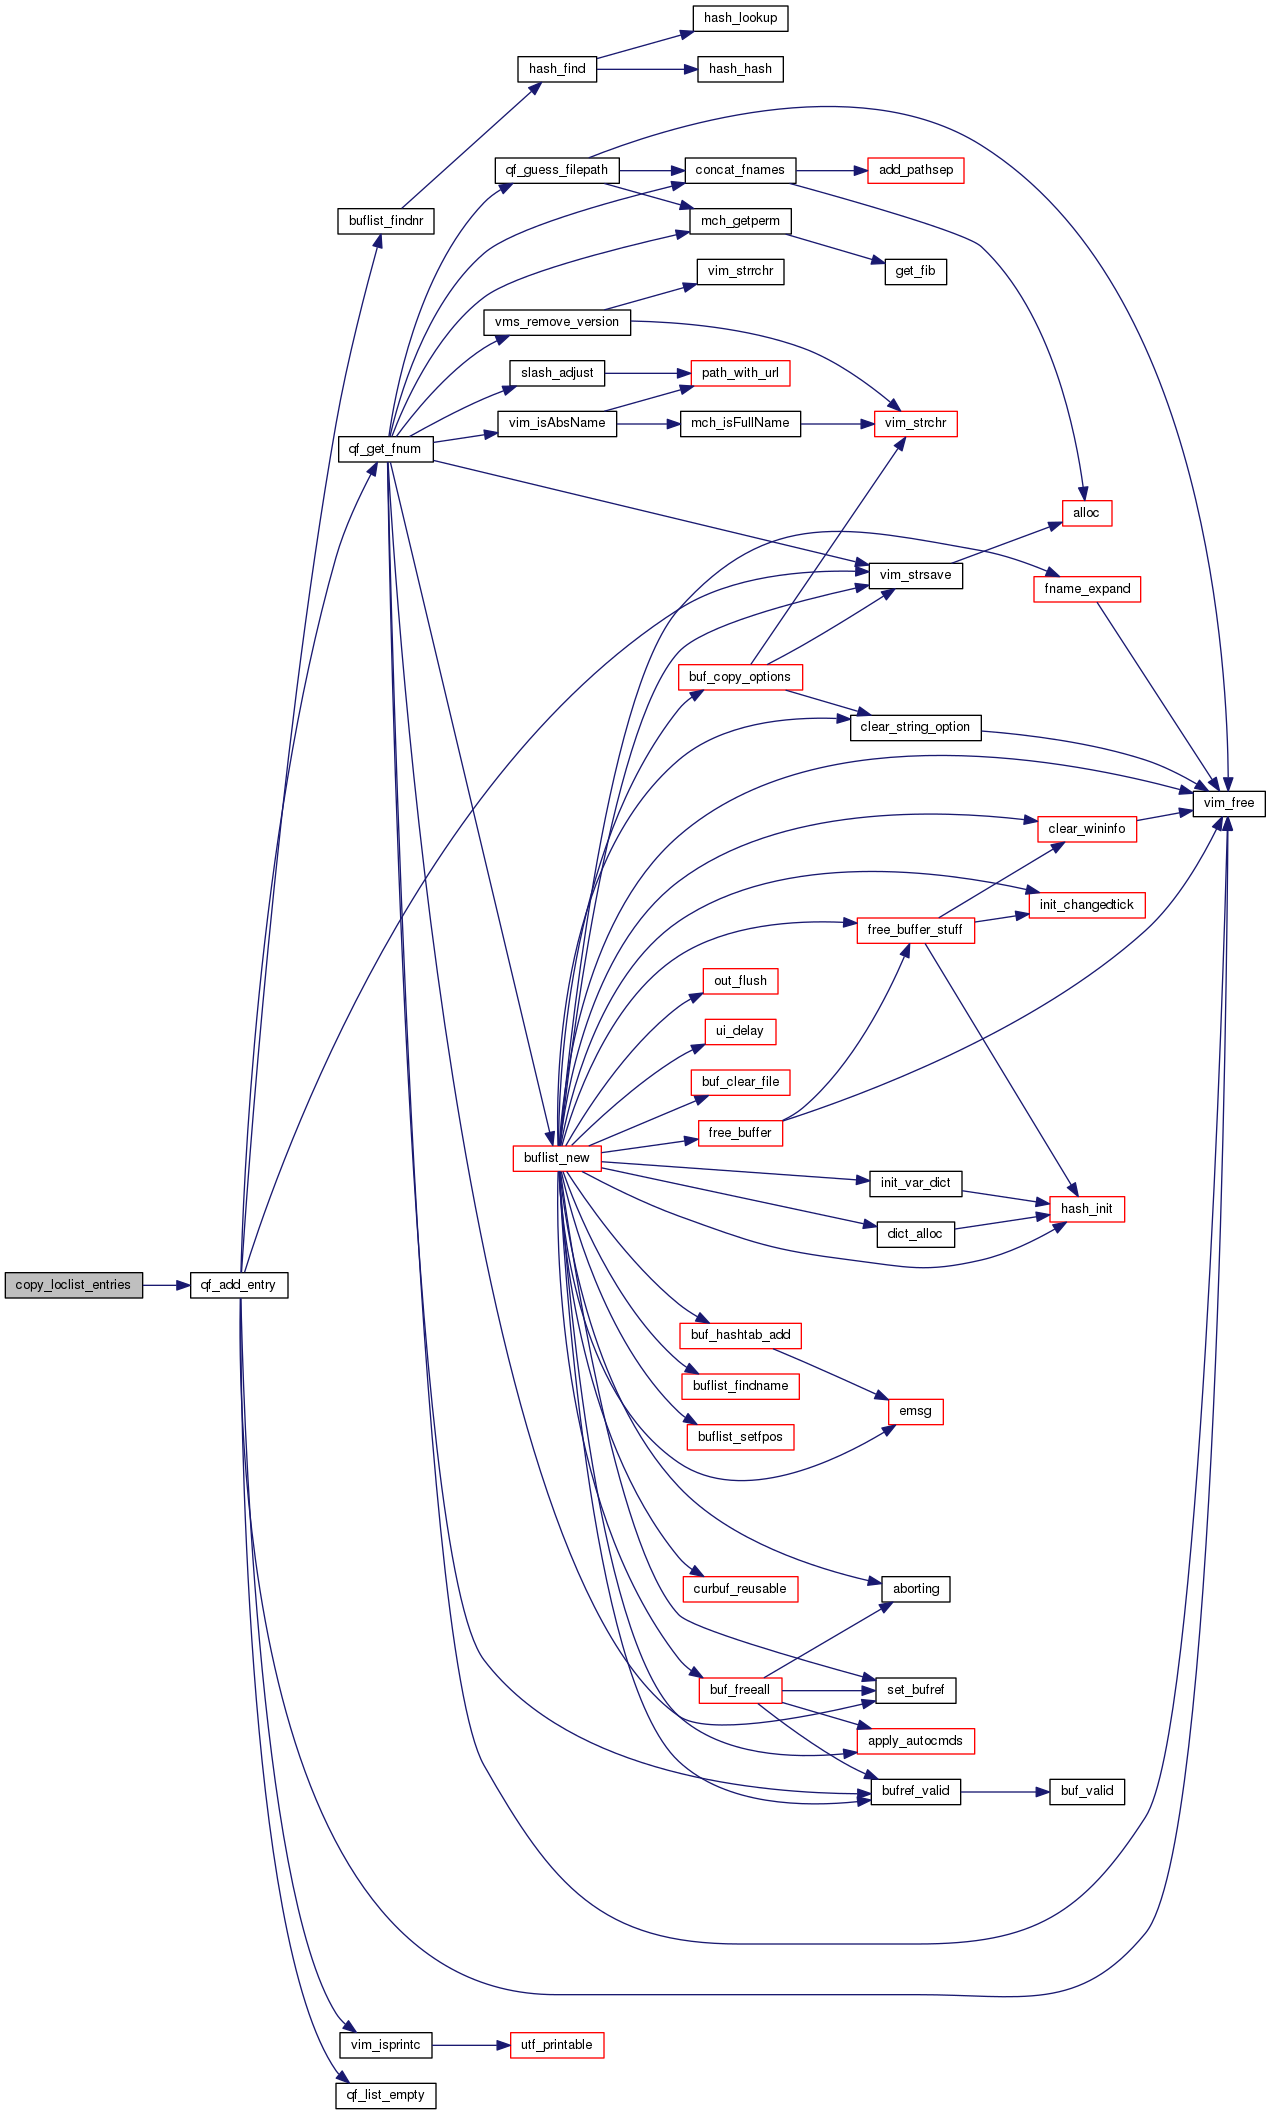 hash_lookup
hash_find
hash_hash
qf_guess_filepath
concat_fnames
add_pathsep
buflist_findnr
mch_getperm
vim_strrchr
get_fib
vms_remove_version
slash_adjust
path_with_url
vim_isAbsName
mch_isFullName
vim_strchr
qf_get_fnum
alloc
vim_strsave
fname_expand
buf_copy_options
clear_string_option
vim_free
clear_wininfo
init_changedtick
free_buffer_stuff
out_flush
ui_delay
buf_clear_file
free_buffer
buflist_new
init_var_dict
hash_init
dict_alloc
copy_loclist_entries
qf_add_entry
buf_hashtab_add
buflist_findname
emsg
buflist_setfpos
curbuf_reusable
aborting
buf_freeall
set_bufref
apply_autocmds
bufref_valid
buf_valid
vim_isprintc
utf_printable
qf_list_empty